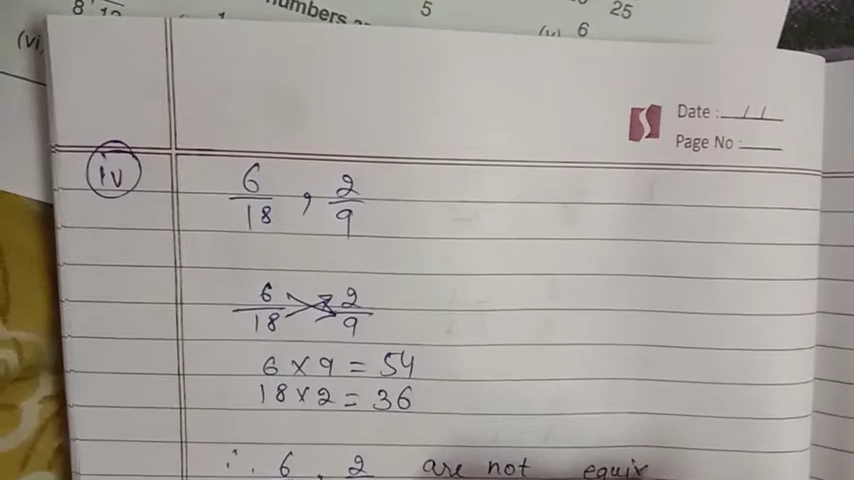 numbers
5
25
(vi)
(v) 6
Date : / /
Page No :
iv
6/18 , 2/9
6/18 2/9
6 × 9 = 54
18 × 2 = 36
∴ 6 , 2 are not equiv